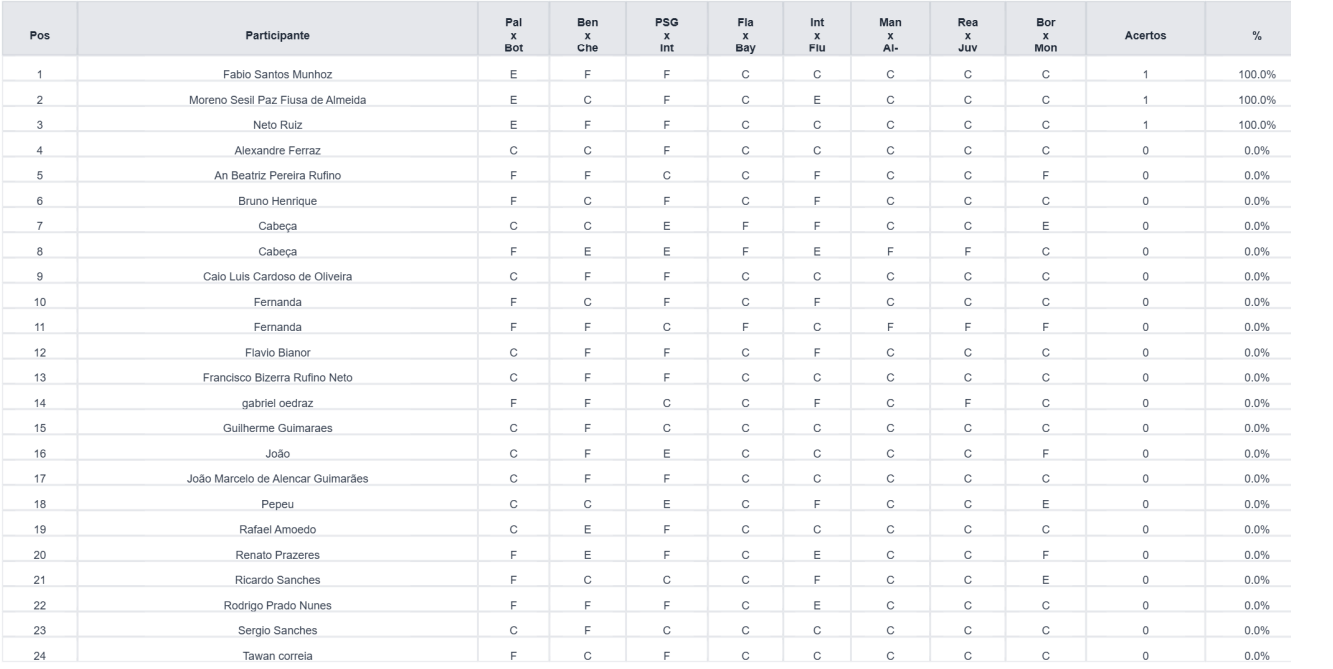 Pos Participante Pal x Bot Ben x Che PSG x Int Fla x Bay Int x Flu Man x Al- Rea x Juv Bor x Mon Acertos %
1 Fabio Santos Munhoz E F F C C C C C 1 100.0%
2 Moreno Sesil Paz Fiusa de Almeida E C F C E C C C 1 100.0%
3 Neto Ruiz E F F C C C C C 1 100.0%
4 Alexandre Ferraz C C F C C C C C 0 0.0%
5 An Beatriz Pereira Rufino F F C C F C C F 0 0.0%
6 Bruno Henrique F C F C F C C C 0 0.0%
7 Cabeça C C E F F C C E 0 0.0%
8 Cabeça F E E F E F F C 0 0.0%
9 Caio Luis Cardoso de Oliveira C F F C C C C C 0 0.0%
10 Fernanda F C F C F C C C 0 0.0%
11 Fernanda F F C F C F F F 0 0.0%
12 Flavio Bianor C F F C F C C C 0 0.0%
13 Francisco Bizerra Rufino Neto C F F C C C C C 0 0.0%
14 gabriel oedraz F F C C F C F C 0 0.0%
15 Guilherme Guimaraes C F C C C C C C 0 0.0%
16 João C F E C C C C F 0 0.0%
17 João Marcelo de Alencar Guimarães C F F C C C C C 0 0.0%
18 Pepeu C C E C F C C E 0 0.0%
19 Rafael Amoedo C E F C C C C C 0 0.0%
20 Renato Prazeres F E F C E C C F 0 0.0%
21 Ricardo Sanches F C C C F C C E 0 0.0%
22 Rodrigo Prado Nunes F F F C E C C C 0 0.0%
23 Sergio Sanches C F C C C C C C 0 0.0%
24 Tawan correia F C F C C C C C 0 0.0%